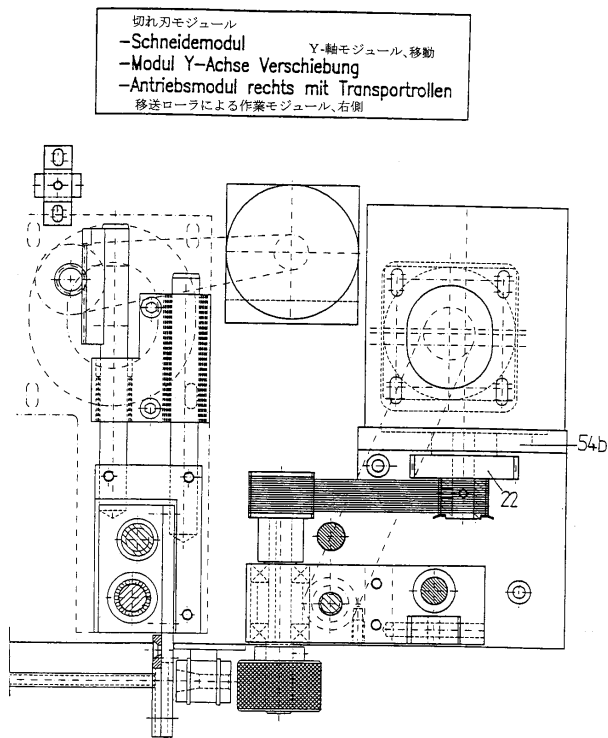 切れ刃モジュール
-Schneidemodul
Y-軸モジュール、移動
-Modul Y-Achse Verschiebung
-Antriebsmodul rechts mit Transportrollen
移送ローラによる作業モジュール、右側
54b
22